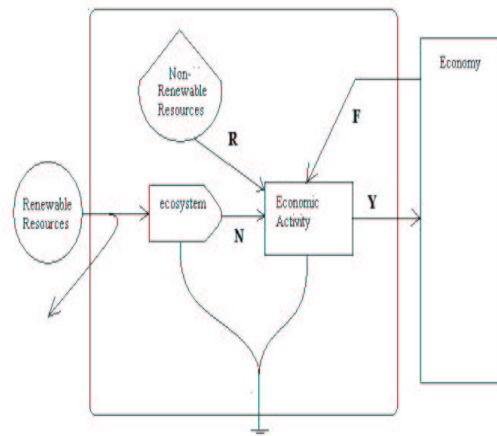 Non-
Renewable
Resources
Economy
F
R
Renewable
Resources
ecosystem
Economic
Activity
Y
N